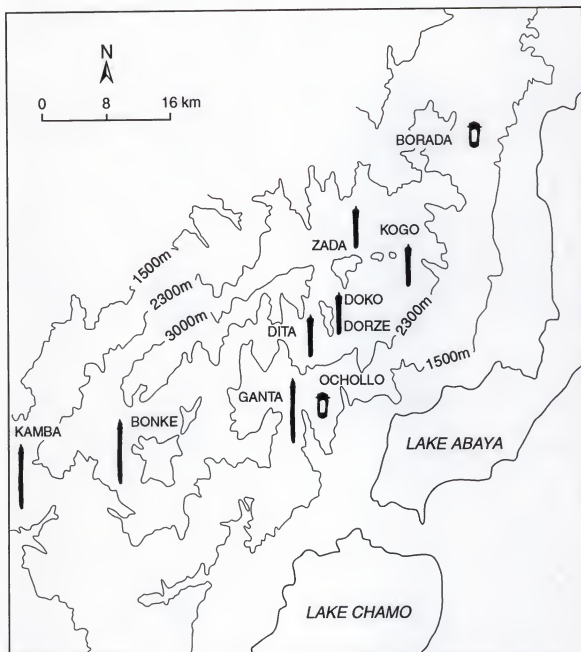 N
0 8 16 km
BORADA
KOGO
ZADA
1500m
2300m
3000m
DOKO
DORZE
2300m
DITA
1500m
OCHOLLO
GANTA
BONKE
KAMBA
LAKE ABAYA
LAKE CHAMO